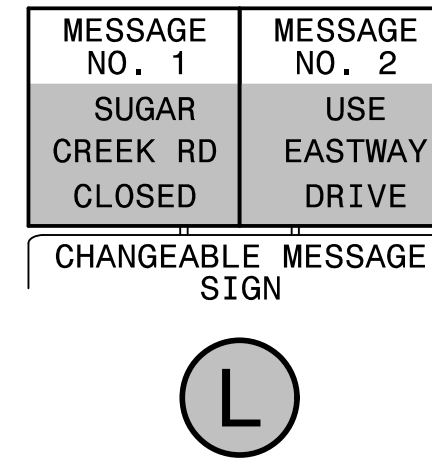 MESSAGE
NO. 1
SUGAR
CREEK RD
CLOSED
MESSAGE
NO. 2
USE
EASTWAY
DRIVE
CHANGEABLE MESSAGE
SIGN
L